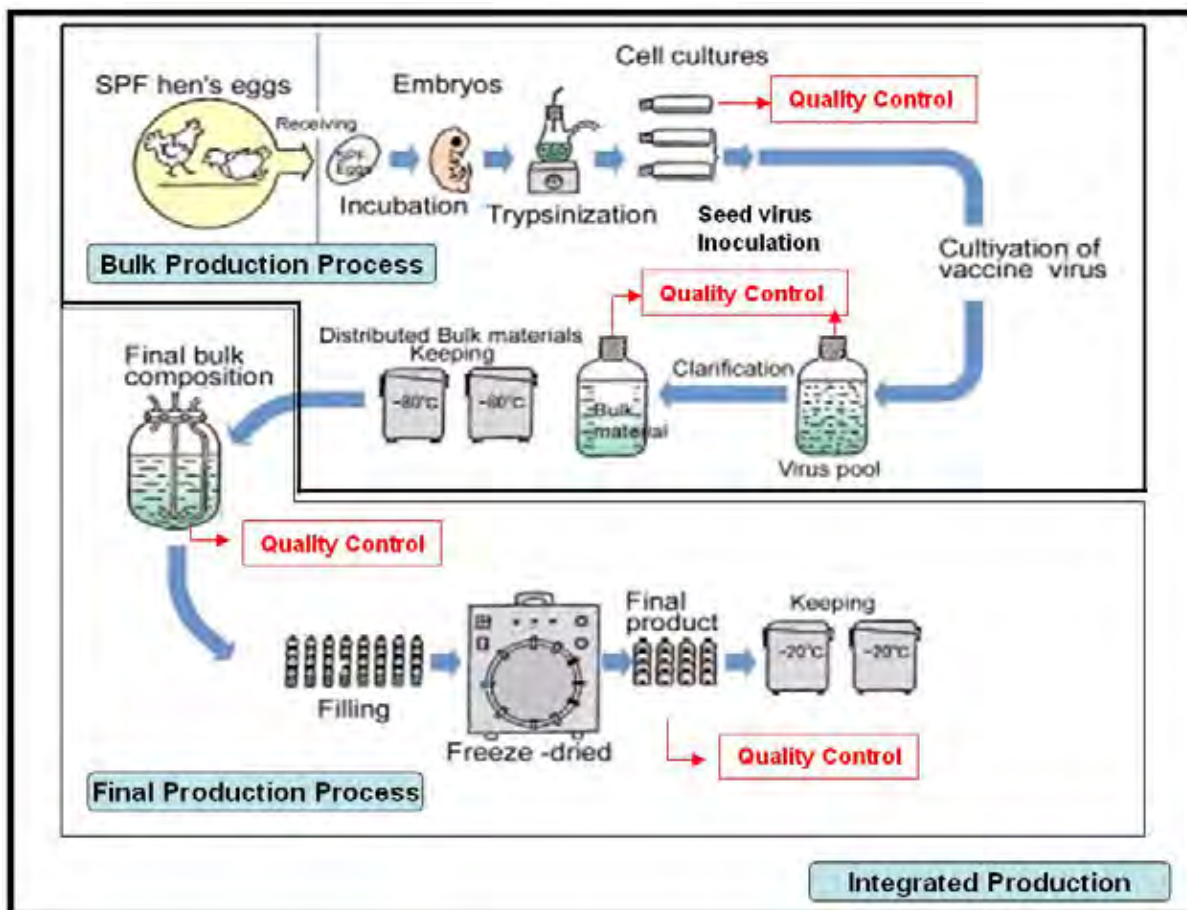 SPF hen's eggs
Receiving
SPF
Eggs
Incubation
Embryos
Trypsinization
Cell cultures
Quality Control
Seed virus
Inoculation
Cultivation of
vaccine virus
Bulk Production Process
Quality Control
Virus pool
Clarification
Bulk
material
Distributed Bulk materials
Keeping
-80℃
-80℃
Final bulk
composition
Quality Control
Filling
Freeze -dried
Final
product
Quality Control
Keeping
-20℃
-20℃
Final Production Process
Integrated Production